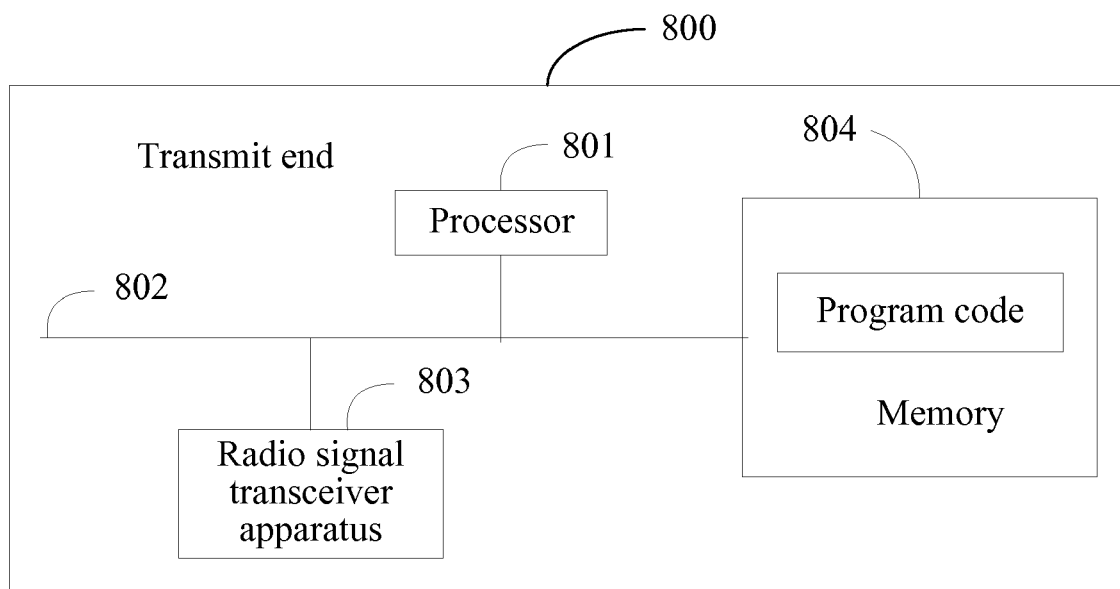 800
804
801
Transmit end
Processor
802
Program code
803
Memory
Radio signal
transceiver
apparatus